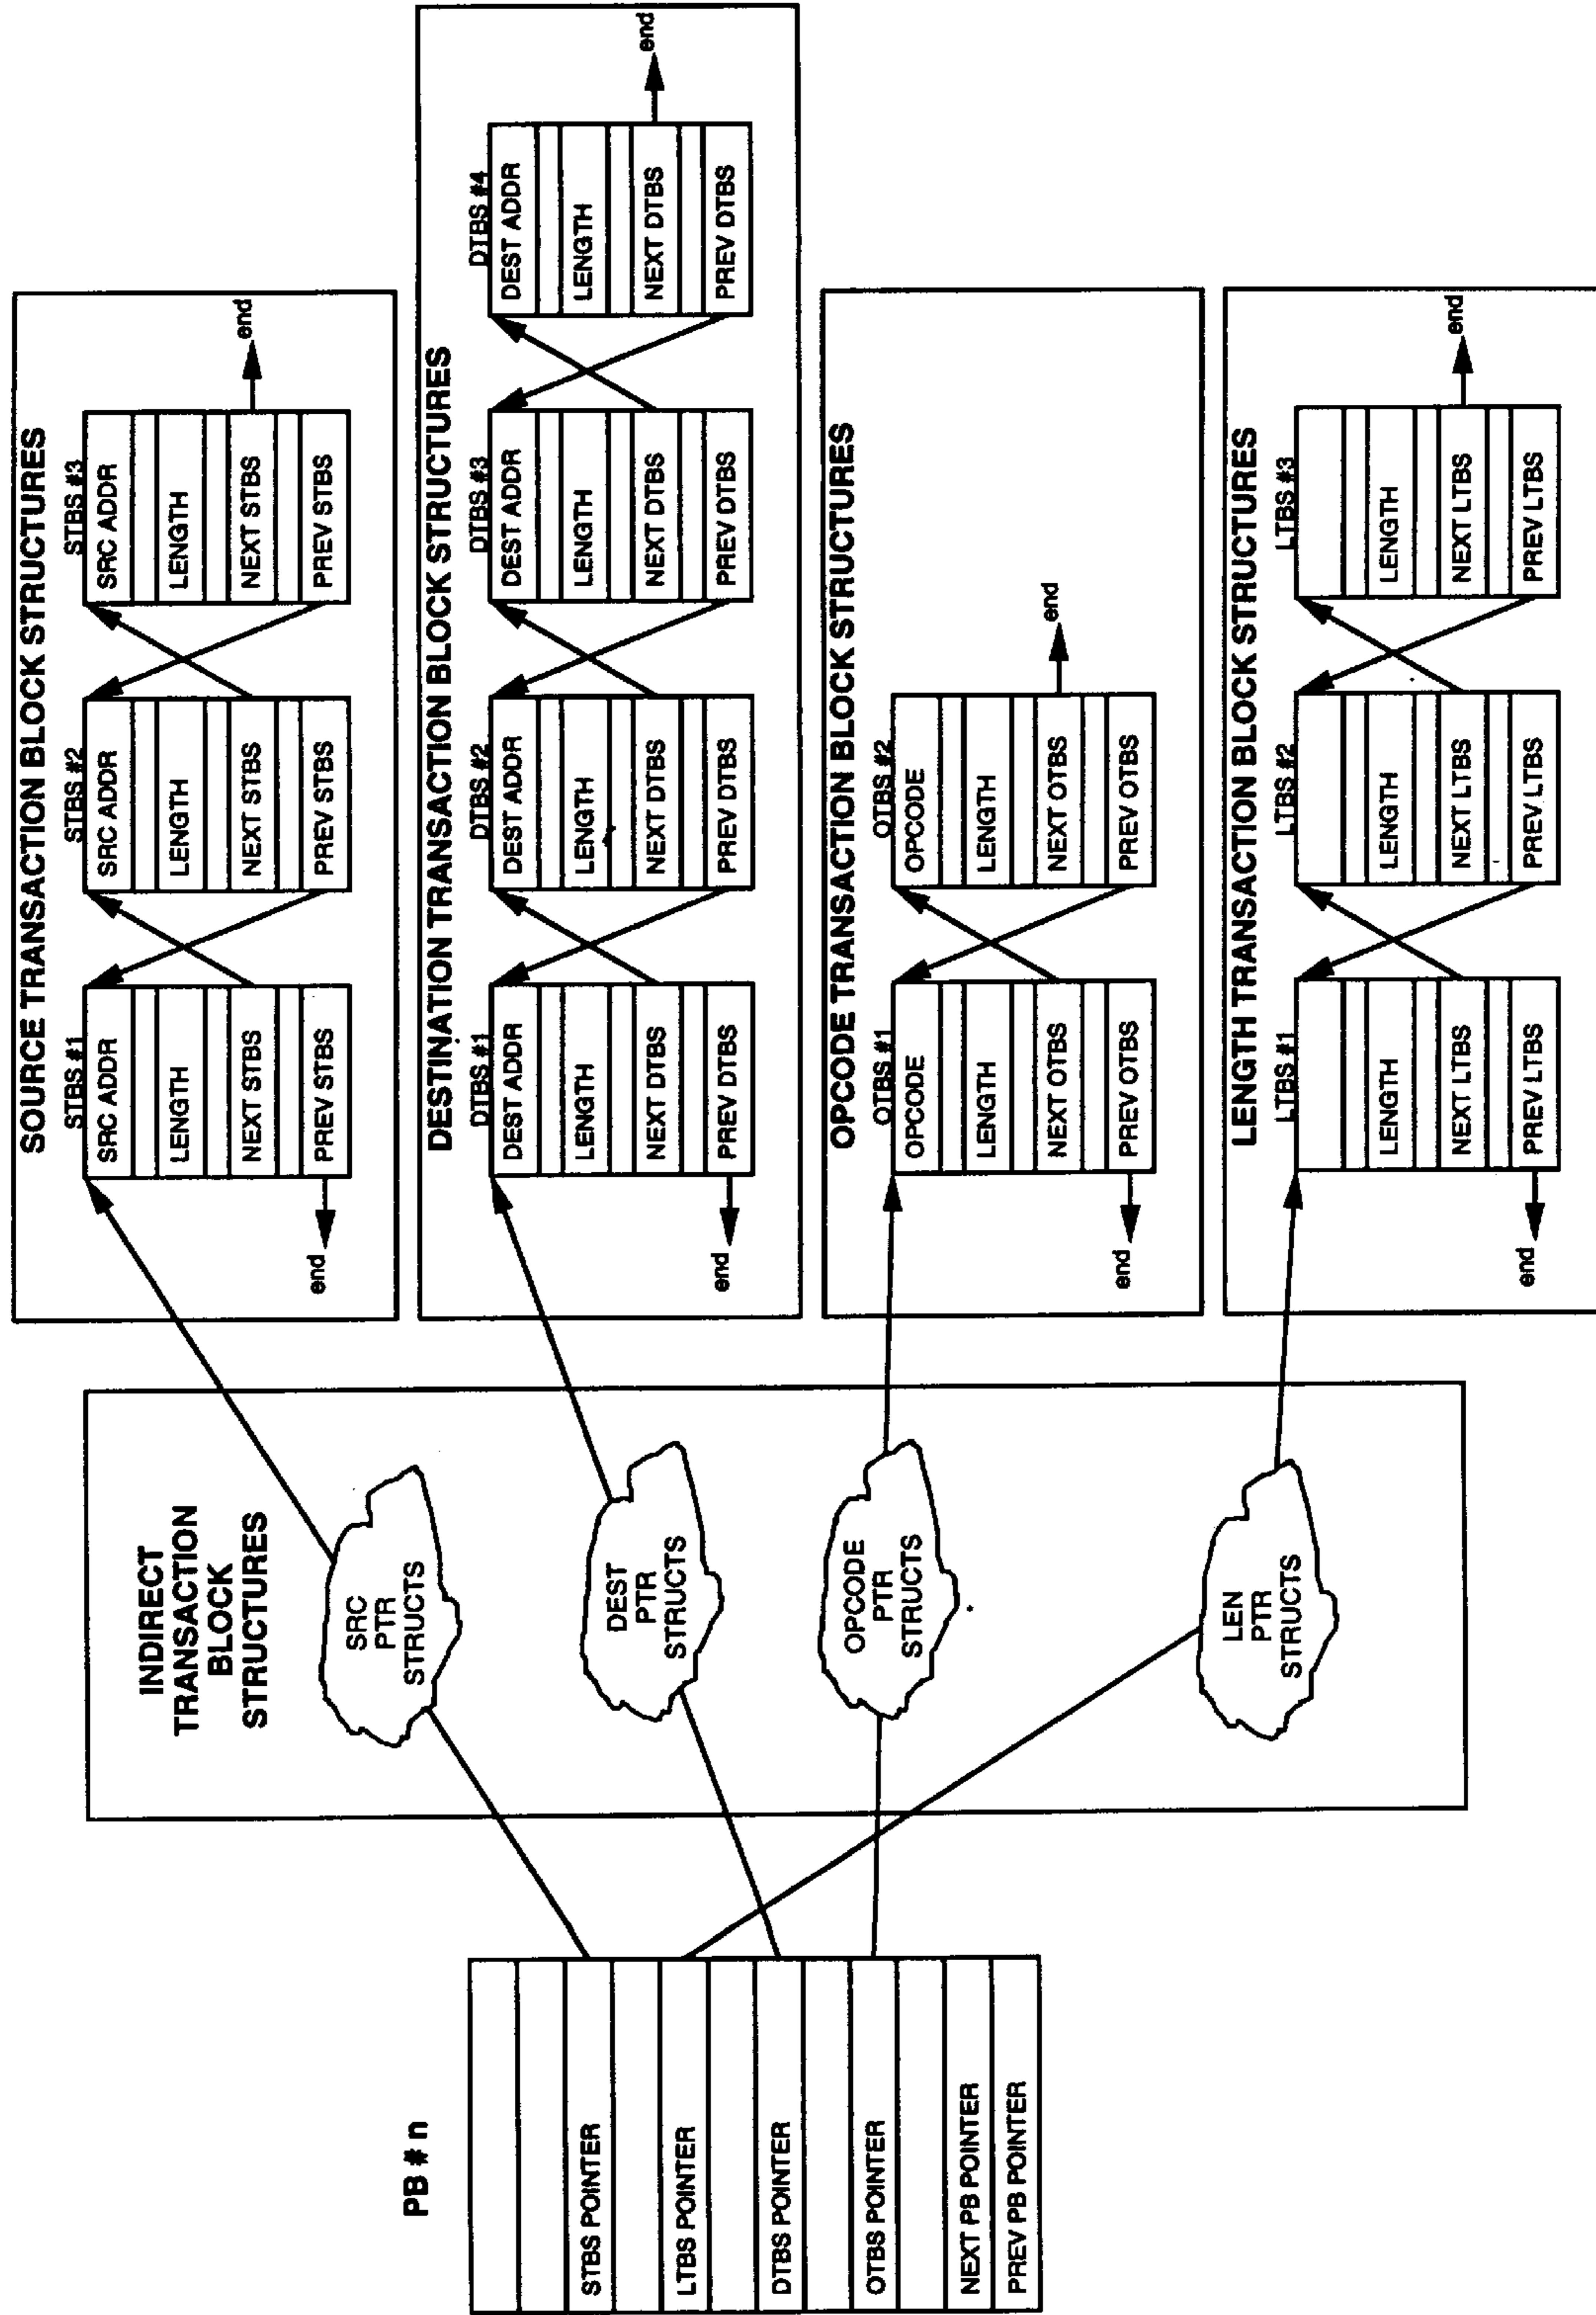 PB # n
STBS POINTER
LTBS POINTER
DTBS POINTER
OTBS POINTER
NEXT PB POINTER
PREV PB POINTER
INDIRECT
TRANSACTION
BLOCK
STRUCTURES
SRC
PTR
STRUCTS
DEST
PTR
STRUCTS
OPCODE
PTR
STRUCTS
LEN
PTR
STRUCTS
SOURCE TRANSACTION BLOCK STRUCTURES
STBS #1
SRC ADDR
LENGTH
NEXT STBS
PREV STBS
end
STBS #2
SRC ADDR
LENGTH
NEXT STBS
PREV STBS
STBS #3
SRC ADDR
LENGTH
NEXT STBS
PREV STBS
end
DESTINATION TRANSACTION BLOCK STRUCTURES
DTBS #1
DEST ADDR
LENGTH
NEXT DTBS
PREV DTBS
end
DTBS #2
DEST ADDR
LENGTH
NEXT DTBS
PREV DTBS
DTBS #3
DEST ADDR
LENGTH
NEXT DTBS
PREV DTBS
DTBS #4
DEST ADDR
LENGTH
NEXT DTBS
PREV DTBS
end
OPCODE TRANSACTION BLOCK STRUCTURES
OTBS #1
OPCODE
LENGTH
NEXT OTBS
PREV OTBS
end
OTBS #2
OPCODE
LENGTH
NEXT OTBS
PREV OTBS
end
LENGTH TRANSACTION BLOCK STRUCTURES
LTBS #1
LENGTH
NEXT LTBS
PREV LTBS
end
LTBS #2
LENGTH
NEXT LTBS
PREV LTBS
LTBS #3
LENGTH
NEXT LTBS
PREV LTBS
end